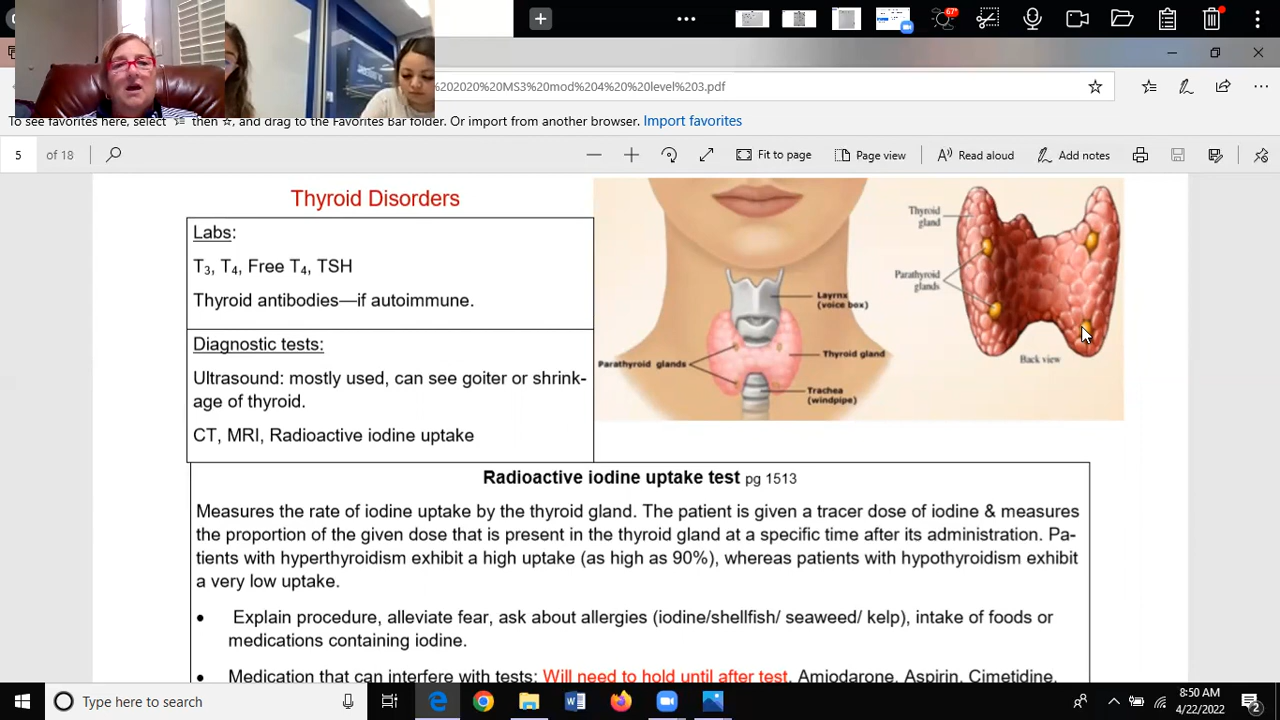 67°
%202020%20MS3%20mod%204%20%20level%203.pdf
To see favorites here, select then ☆, and drag to the Favorites Bar folder. Or import from another browser. Import favorites
5 of 18
Fit to page
Page view
Read aloud
Add notes
Thyroid Disorders
Labs:
T₃, T₄, Free T₄, TSH
Thyroid antibodies—if autoimmune.
Diagnostic tests:
Ultrasound: mostly used, can see goiter or shrink-
age of thyroid.
CT, MRI, Radioactive iodine uptake
Layrnx
(voice box)
Parathyroid glands
Thyroid gland
Trachea
(windpipe)
Thyroid
gland
Parathyroid
glands
Back view
Radioactive iodine uptake test pg 1513
Measures the rate of iodine uptake by the thyroid gland. The patient is given a tracer dose of iodine & measures
the proportion of the given dose that is present in the thyroid gland at a specific time after its administration. Pa-
tients with hyperthyroidism exhibit a high uptake (as high as 90%), whereas patients with hypothyroidism exhibit
a very low uptake.
• Explain procedure, alleviate fear, ask about allergies (iodine/shellfish/ seaweed/ kelp), intake of foods or
medications containing iodine.
• Medication that can interfere with tests: Will need to hold until after test. Amiodarone, Aspirin, Cimetidine,
Type here to search
8:50 AM
4/22/2022
2